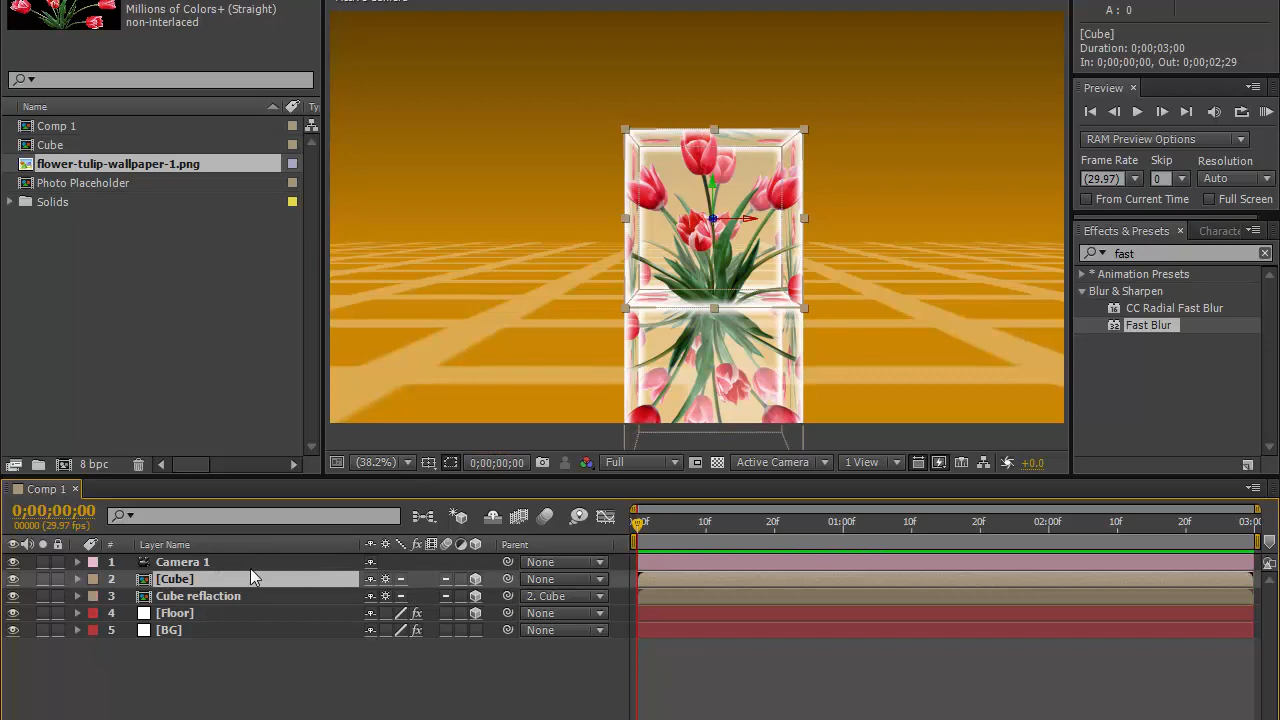 Millions of Colors+ (Straight)
non-interlaced
A : 0
[Cube]
Duration: 0;00;03;00
In: 0;00;00;00, Out: 0;00;02;29
Preview ×
RAM Preview Options
Frame Rate Skip Resolution
(29.97) 0 Auto
From Current Time Full Screen
Effects & Presets × Characte
fast
* Animation Presets
Blur & Sharpen
CC Radial Fast Blur
Fast Blur
Name Ty
Comp 1
Cube
flower-tulip-wallpaper-1.png
Photo Placeholder
Solids
8 bpc
(38.2%) 0;00;00;00 Full Active Camera 1 View +0.0
Comp 1 ×
0;00;00;00
00000 (29.97 fps)
# Layer Name Parent
10f 20f 01:00f 10f 20f 02:00f 10f 20f 03:00
1 Camera 1 None
2 [Cube] None
3 Cube reflaction 2. Cube
4 [Floor] fx None
5 [BG] fx None